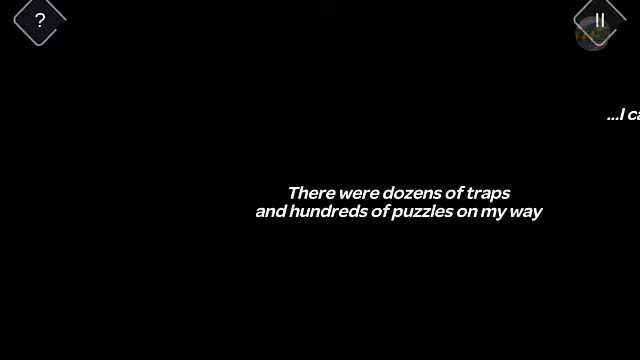 ?
...I ca
There were dozens of traps
and hundreds of puzzles on my way